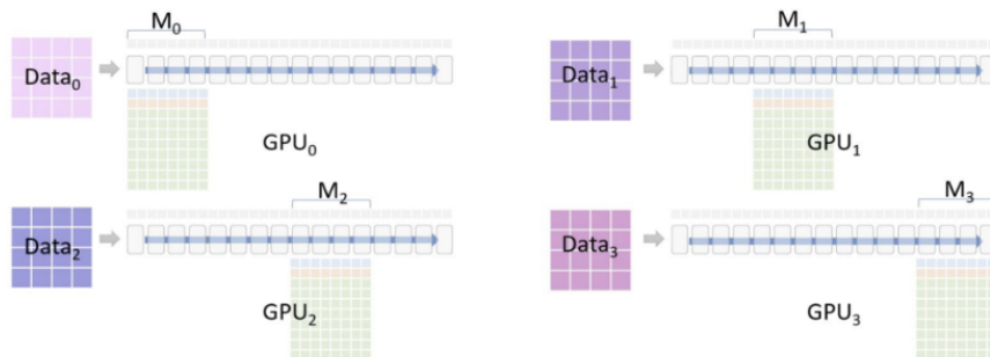 M₀
Data₀
GPU₀
M₁
Data₁
GPU₁
M₂
Data₂
GPU₂
M₃
Data₃
GPU₃